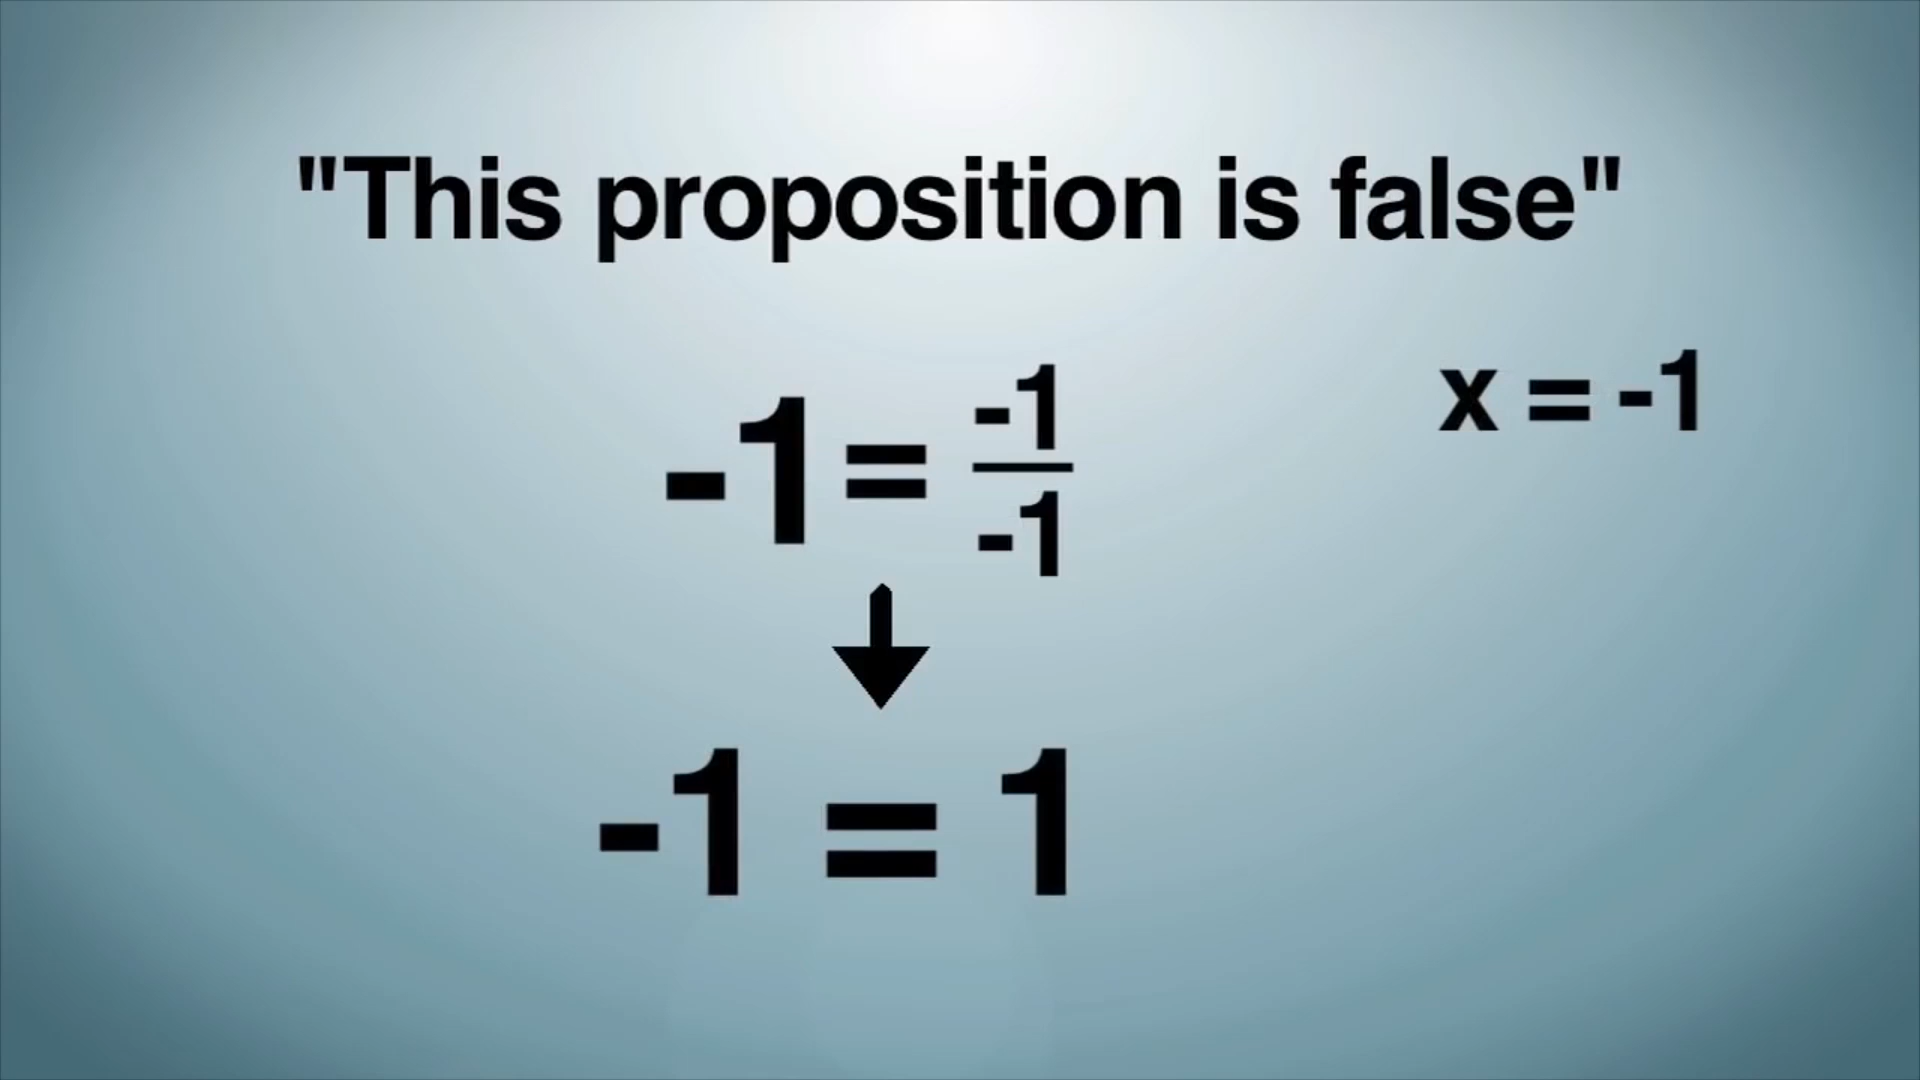 "This proposition is false"
x = -1
-1 = -1/-1
-1 = 1